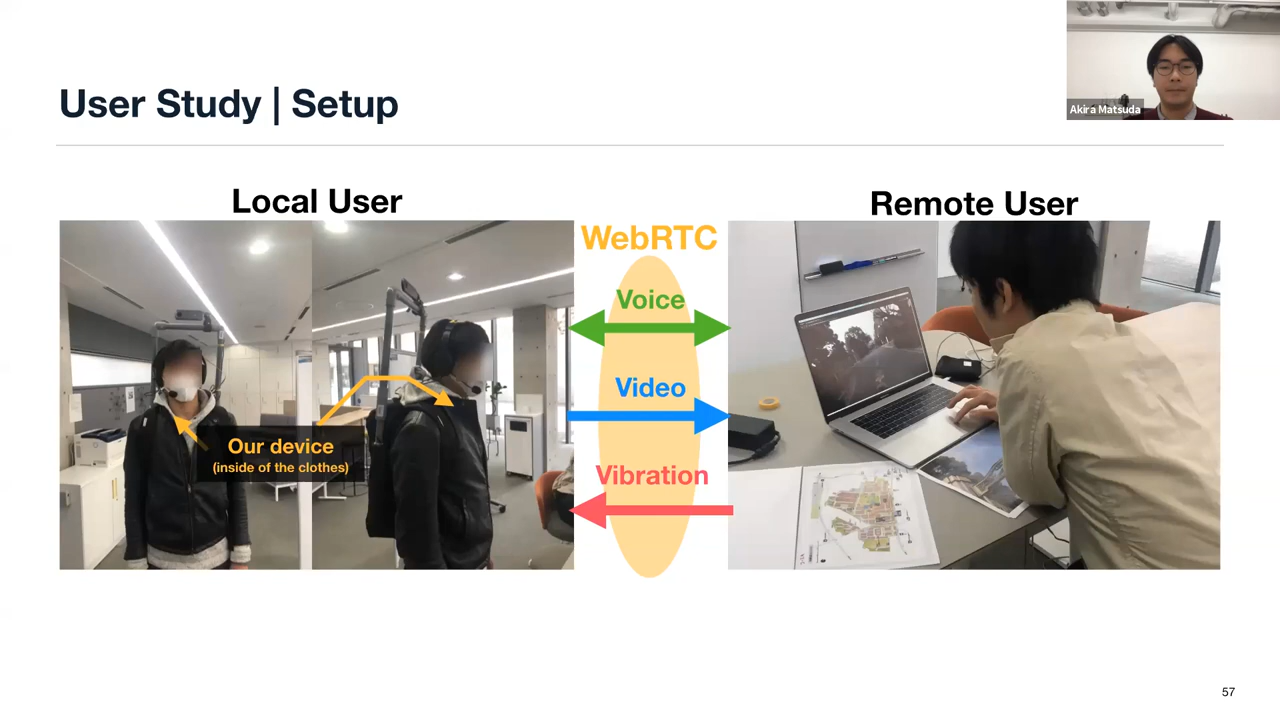 User Study | Setup
Akira Matsuda
Local User
Remote User
WebRTC
Voice
Video
Vibration
Our device
(inside of the clothes)
57